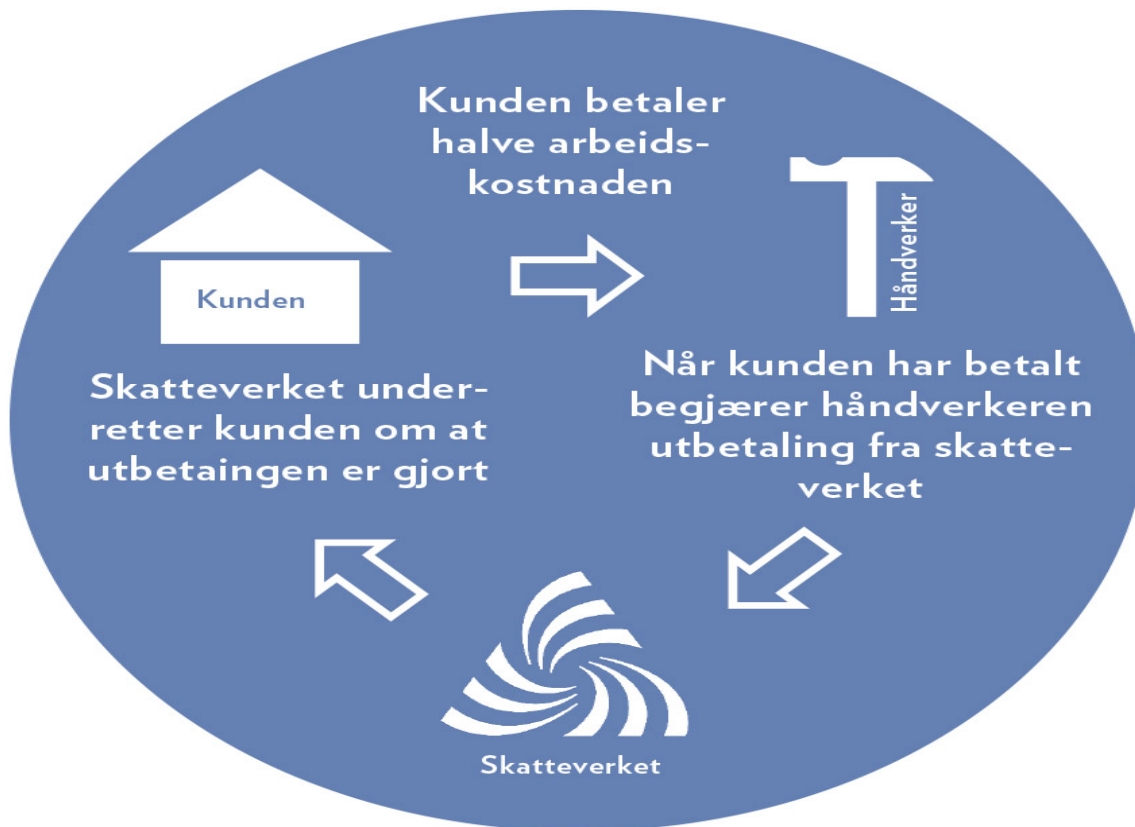 Kunden betaler
halve arbeids-
kostnaden
Håndverker
Kunden
Når kunden har betalt
begjærer håndverkeren
utbetaling fra skatte-
verket
Skatteverket under-
retter kunden om at
utbetaingen er gjort
Skatteverket